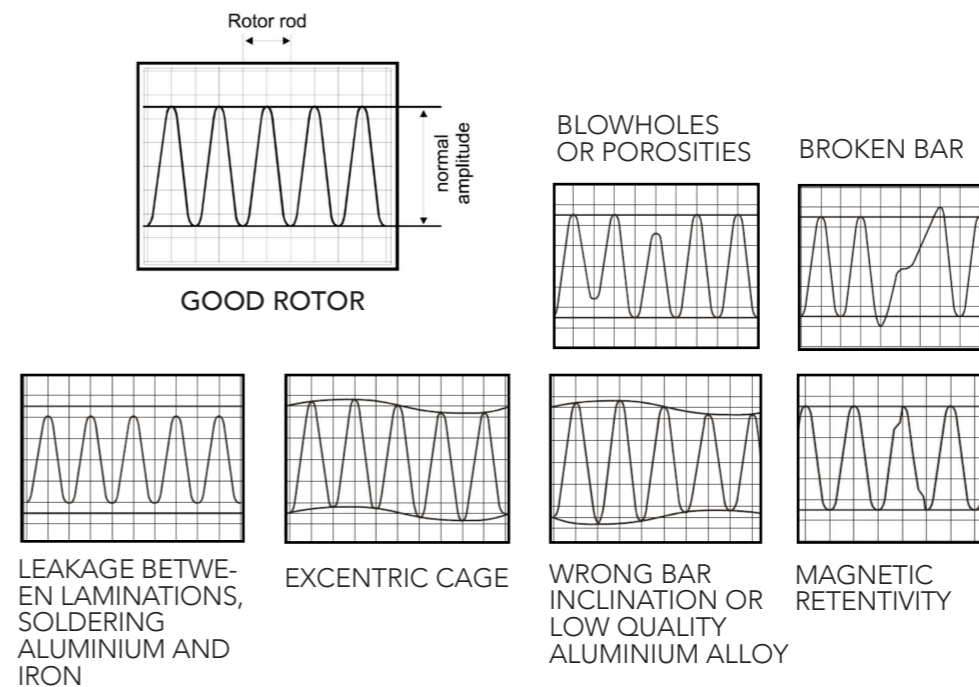 Rotor rod
normal
amplitude
GOOD ROTOR
BLOWHOLES
OR POROSITIES
BROKEN BAR
LEAKAGE BETWE-
EN LAMINATIONS,
SOLDERING
ALUMINIUM AND
IRON
EXCENTRIC CAGE
WRONG BAR
INCLINATION OR
LOW QUALITY
ALUMINIUM ALLOY
MAGNETIC
RETENTIVITY